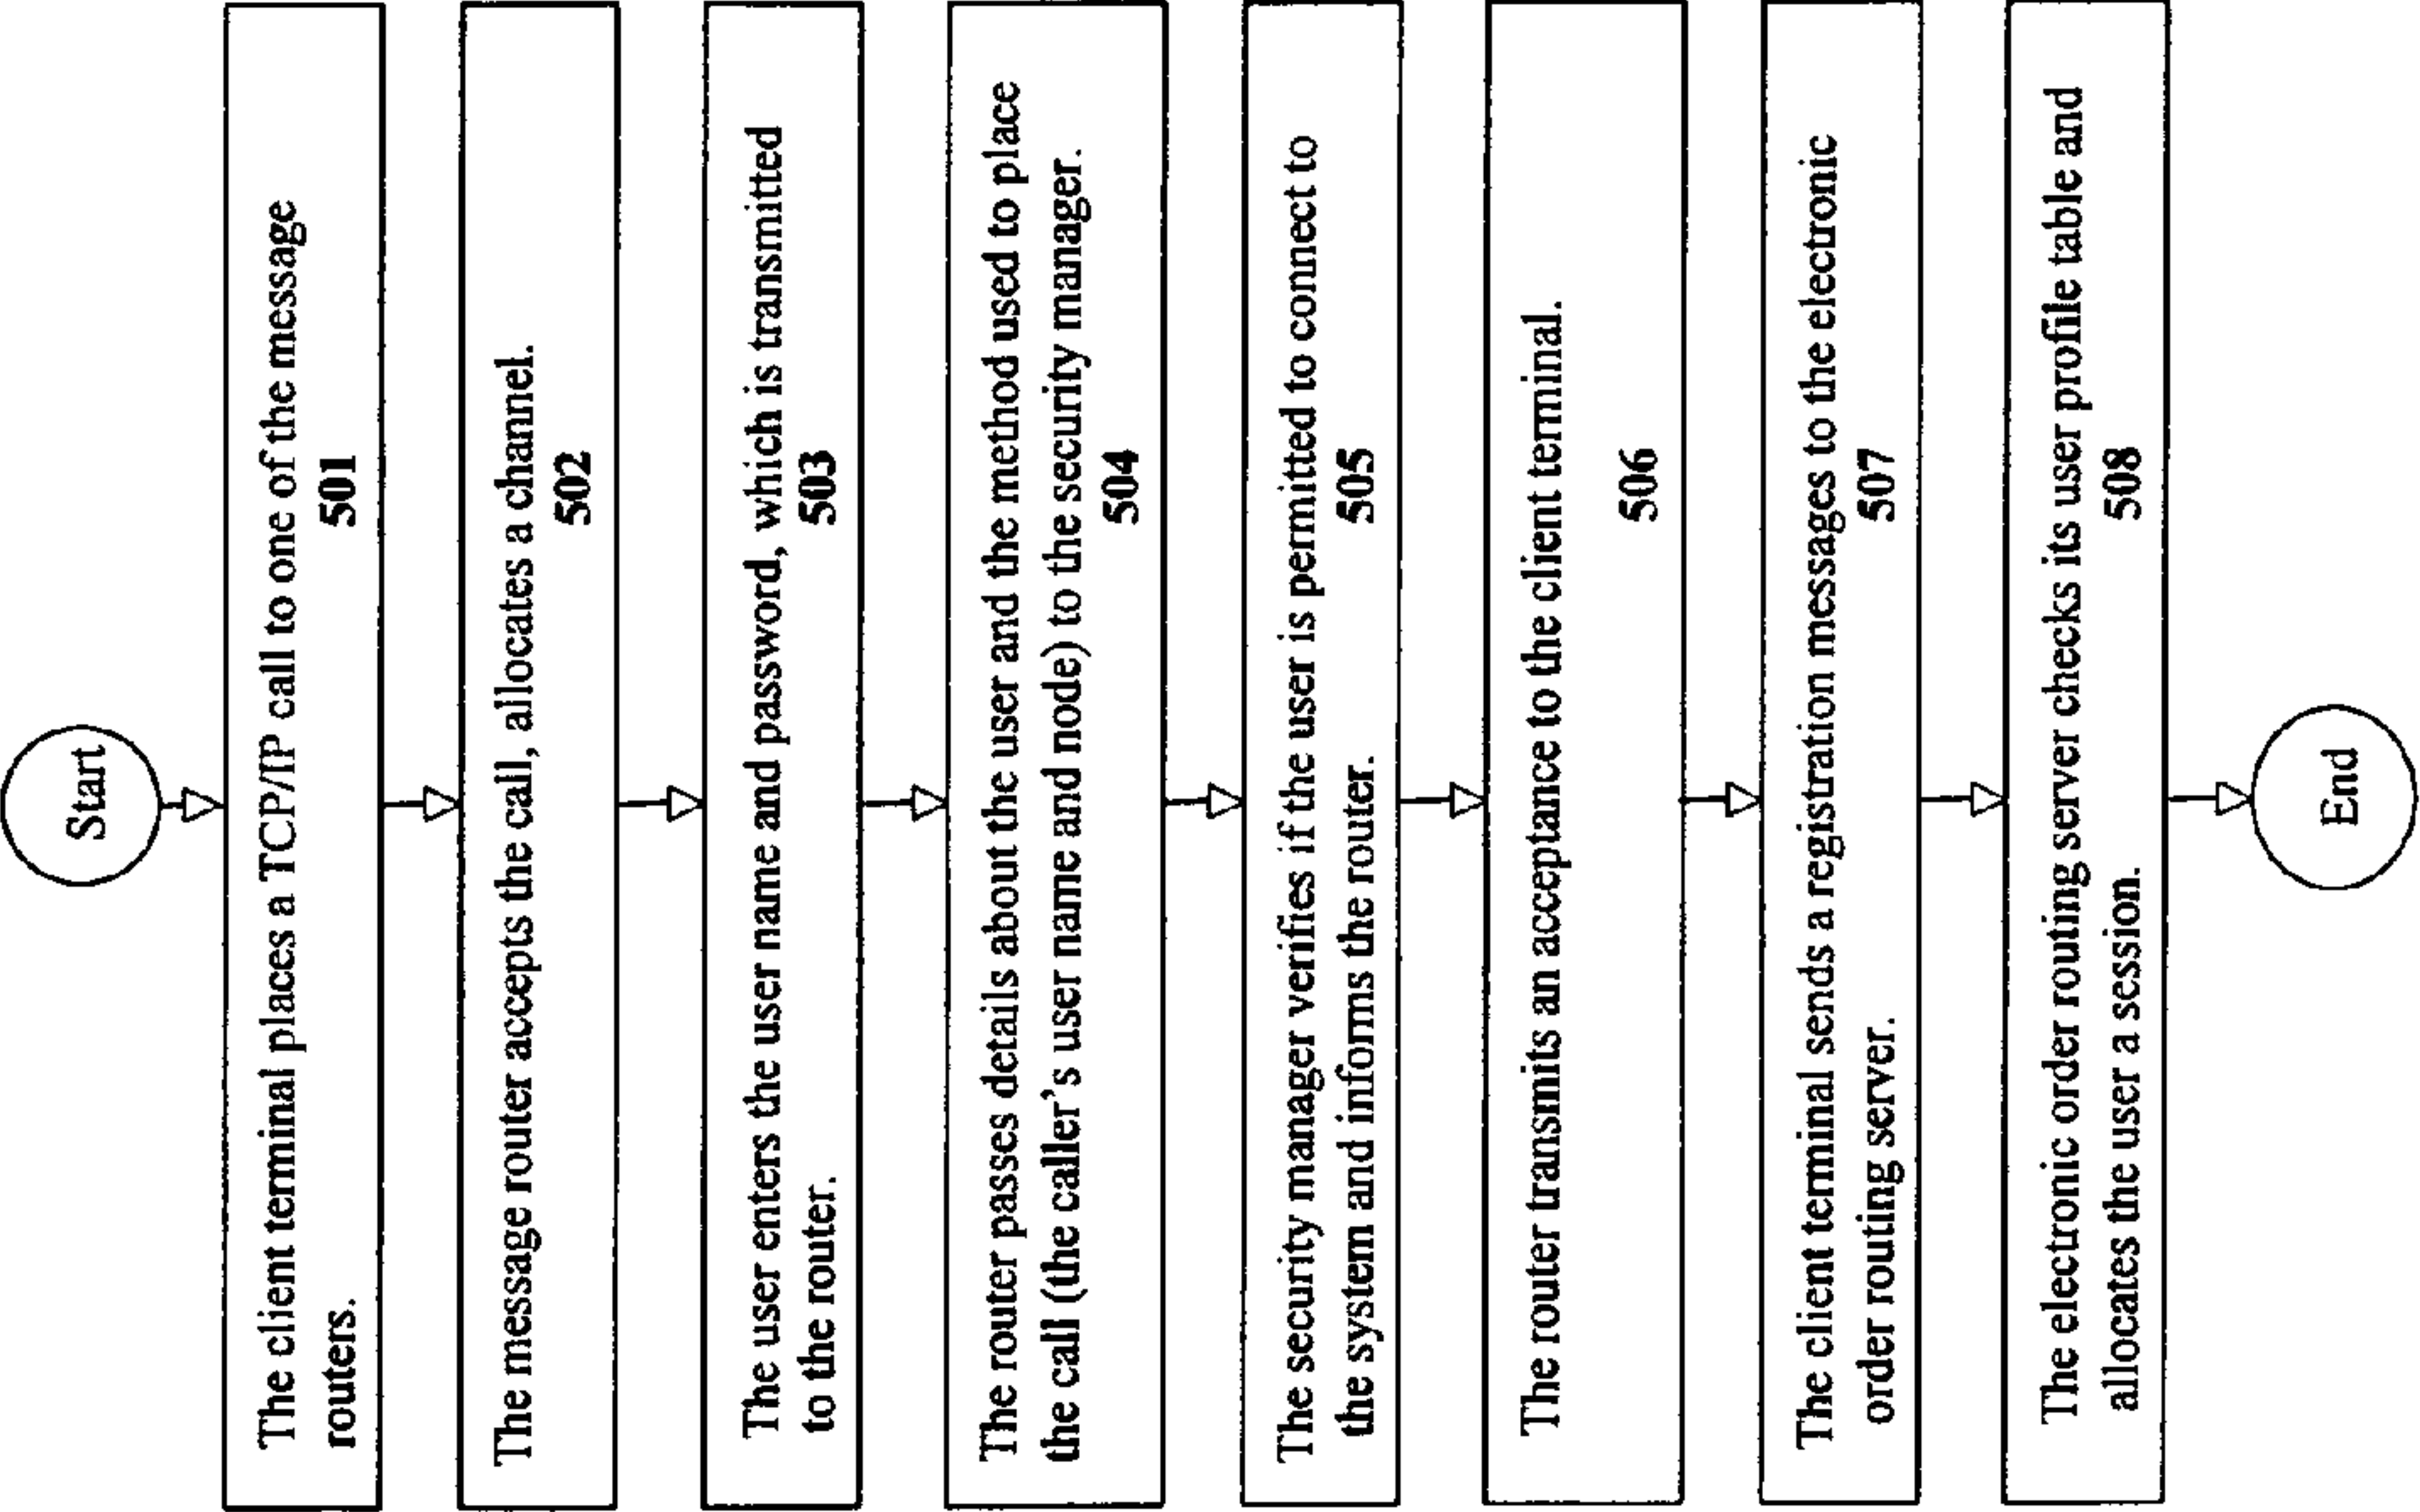 Start
The client terminal places a TCP/IP call to one of the message
routers.
501
The message router accepts the call, allocates a channel.
502
The user enters the user name and password, which is transmitted
to the router.
503
The router passes details about the user and the method used to place
the call (the caller's user name and node) to the security manager.
504
The security manager verifies if the user is permitted to connect to
the system and informs the router.
505
The router transmits an acceptance to the client terminal.
506
The client terminal sends a registration messages to the electronic
order routing server.
507
The electronic order routing server checks its user profile table and
allocates the user a session.
508
End